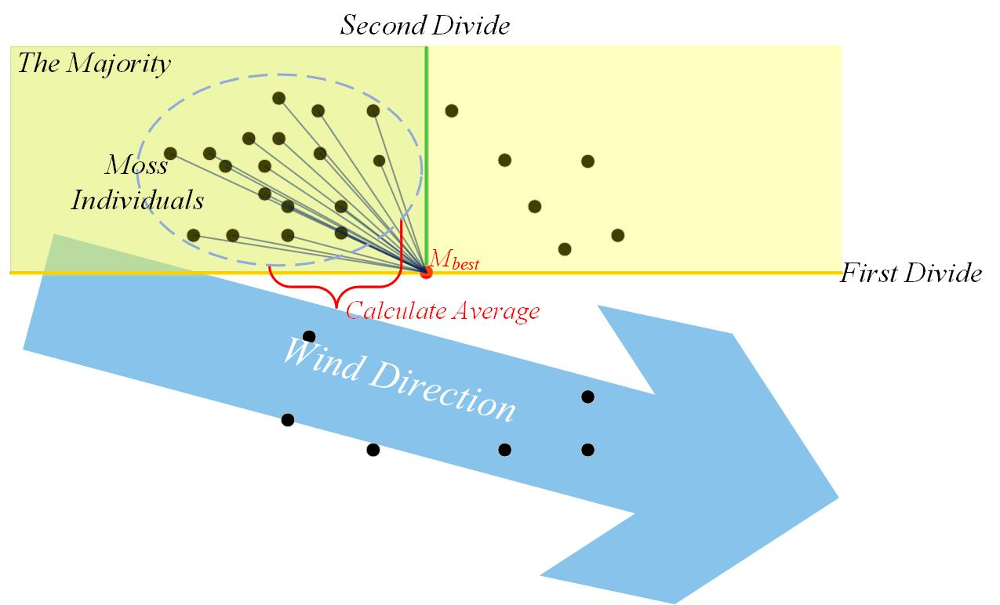 Second Divide
The Majority
Moss
Individuals
M_best
First Divide
Calculate Average
Wind Direction